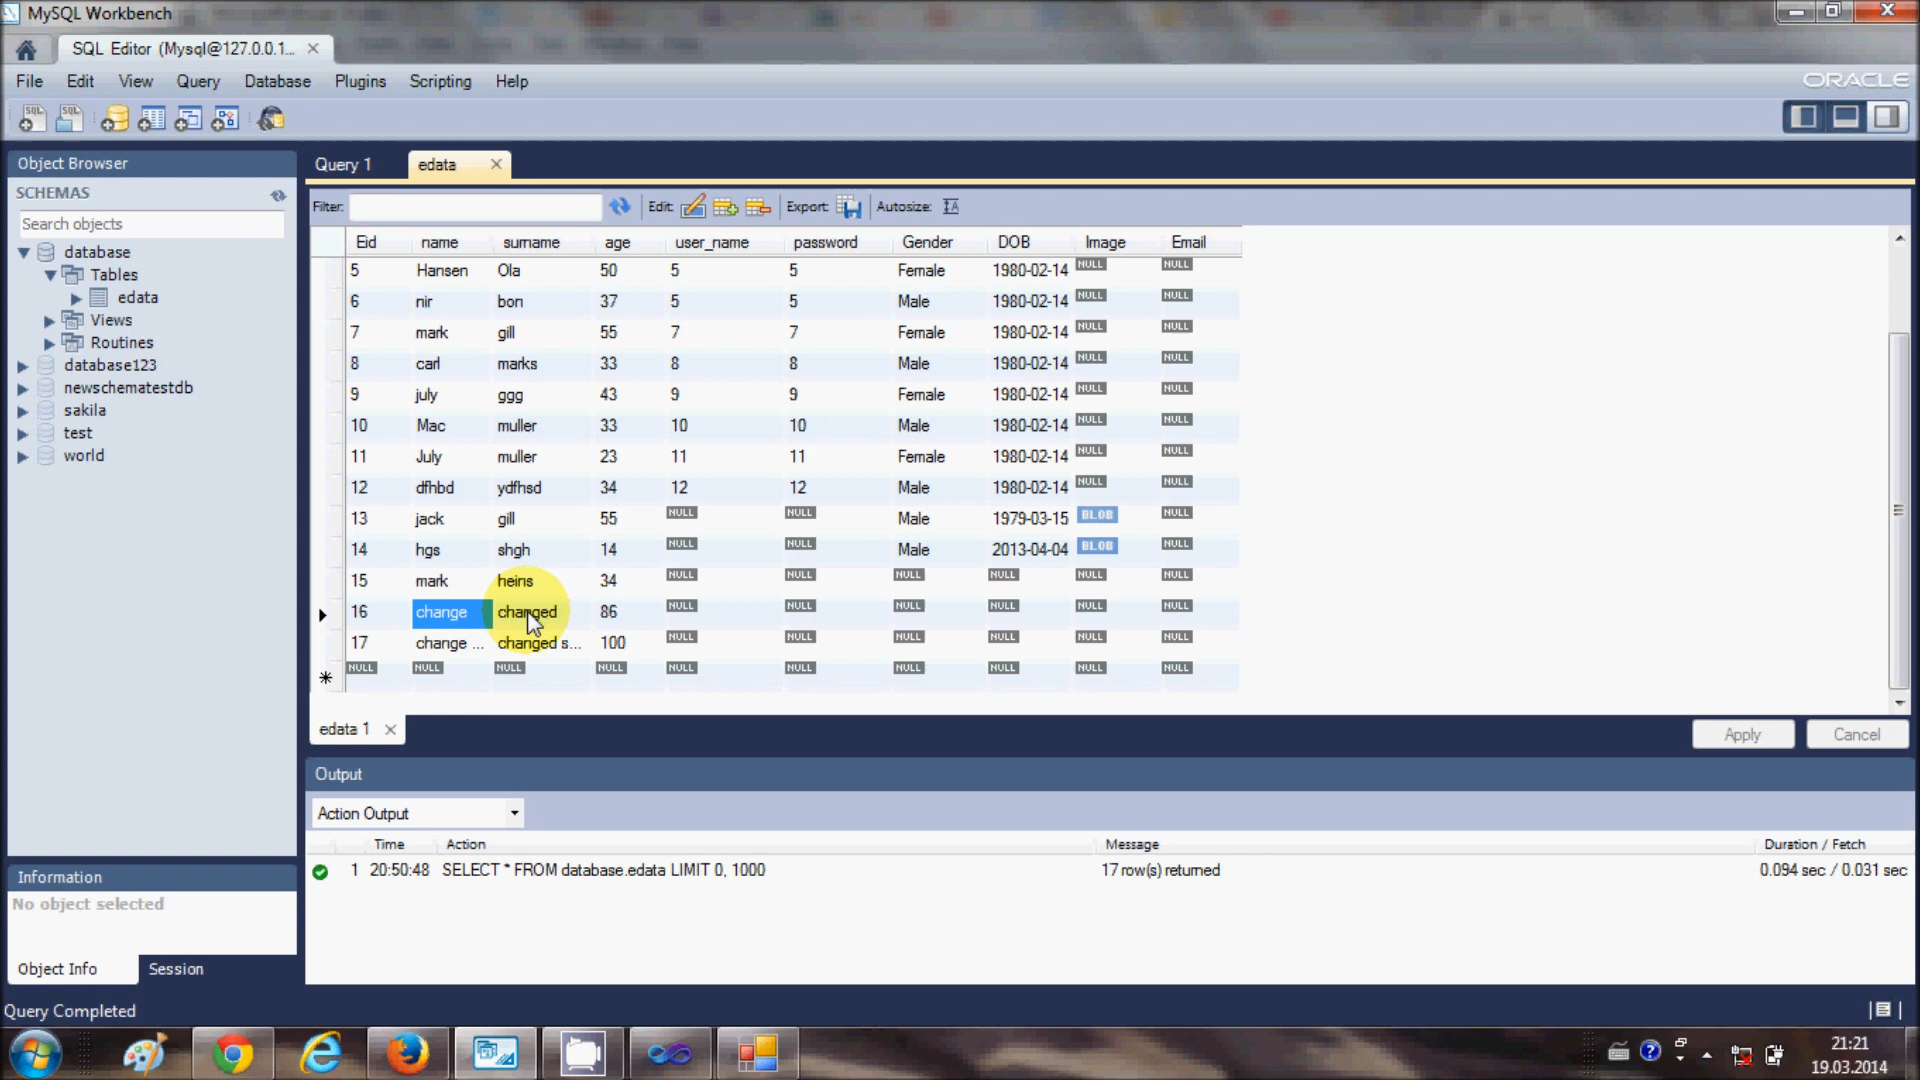 MySQL Workbench
SQL Editor (Mysql@127.0.0.1...
File Edit View Query Database Plugins Scripting Help
ORACLE
SQL SQL
Object Browser
SCHEMAS
Search objects
database
Tables
edata
Views
Routines
database123
newschematestdb
sakila
test
world
Query 1 edata
Filter: Edit: Export: Autosize:
Eid name surname age user_name password Gender DOB Image Email
5 Hansen Ola 50 5 5 Female 1980-02-14 NULL NULL
6 nir bon 37 5 5 Male 1980-02-14 NULL NULL
7 mark gill 55 7 7 Female 1980-02-14 NULL NULL
8 carl marks 33 8 8 Male 1980-02-14 NULL NULL
9 july ggg 43 9 9 Female 1980-02-14 NULL NULL
10 Mac muller 33 10 10 Male 1980-02-14 NULL NULL
11 July muller 23 11 11 Female 1980-02-14 NULL NULL
12 dfhbd ydfhsd 34 12 12 Male 1980-02-14 NULL NULL
13 jack gill 55 NULL NULL Male 1979-03-15 BLOB NULL
14 hgs shgh 14 NULL NULL Male 2013-04-04 BLOB NULL
15 mark heins 34 NULL NULL NULL NULL NULL NULL
16 change changed 86 NULL NULL NULL NULL NULL NULL
17 change ... changed s... 100 NULL NULL NULL NULL NULL NULL
NULL NULL NULL NULL NULL NULL NULL NULL NULL NULL
edata 1
Apply Cancel
Output
Action Output
Time Action Message Duration / Fetch
1 20:50:48 SELECT * FROM database.edata LIMIT 0, 1000 17 row(s) returned 0.094 sec / 0.031 sec
Information
No object selected
Object Info Session
Query Completed
21:21
19.03.2014